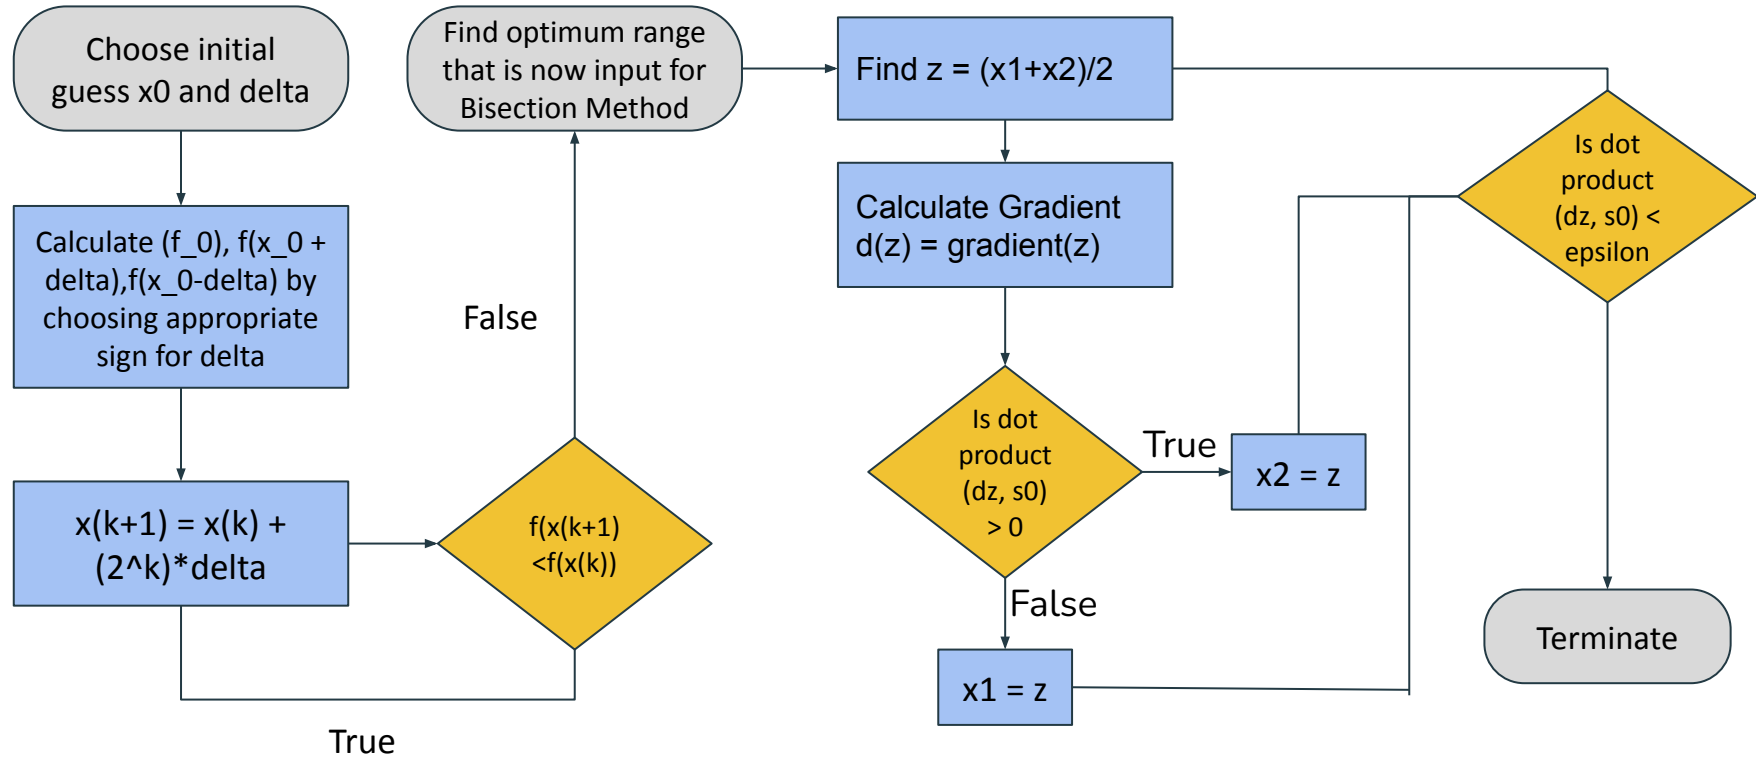 Choose initial
guess x0 and delta
Calculate (f_0), f(x_0 +
delta),f(x_0-delta) by
choosing appropriate
sign for delta
x(k+1) = x(k) +
(2^k)*delta
True
f(x(k+1)
<f(x(k))
False
Find optimum range
that is now input for
Bisection Method
Find z = (x1+x2)/2
Calculate Gradient
d(z) = gradient(z)
Is dot
product
(dz, s0)
> 0
True
x2 = z
False
x1 = z
Is dot
product
(dz, s0) <
epsilon
Terminate